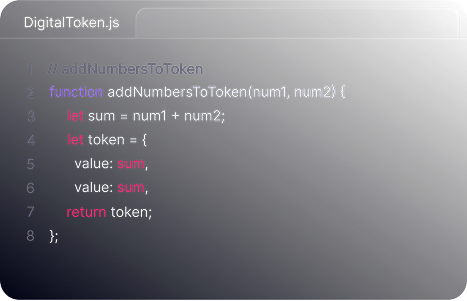 DigitalToken.js
1 // addNumbersToToken
2 function addNumbersToToken(num1, num2) {
3 let sum = num1 + num2;
4 let token = {
5 value: sum,
6 value: sum,
7 return token;
8 };